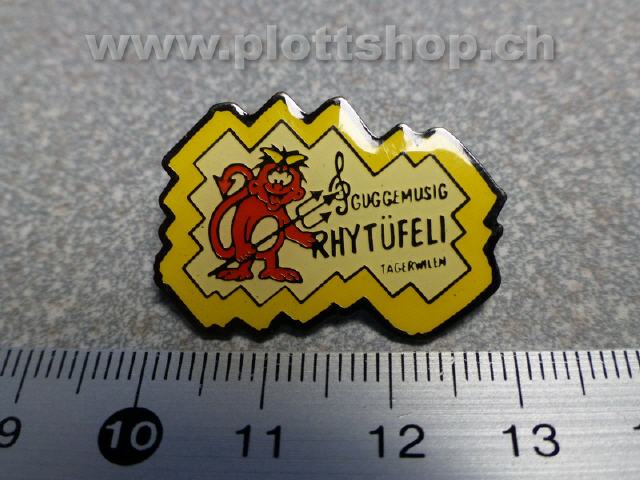 www.plottshop.ch
GUGGEMUSIG
RHYTÜFELI
TÄGERWILEN
9 10 11 12 13